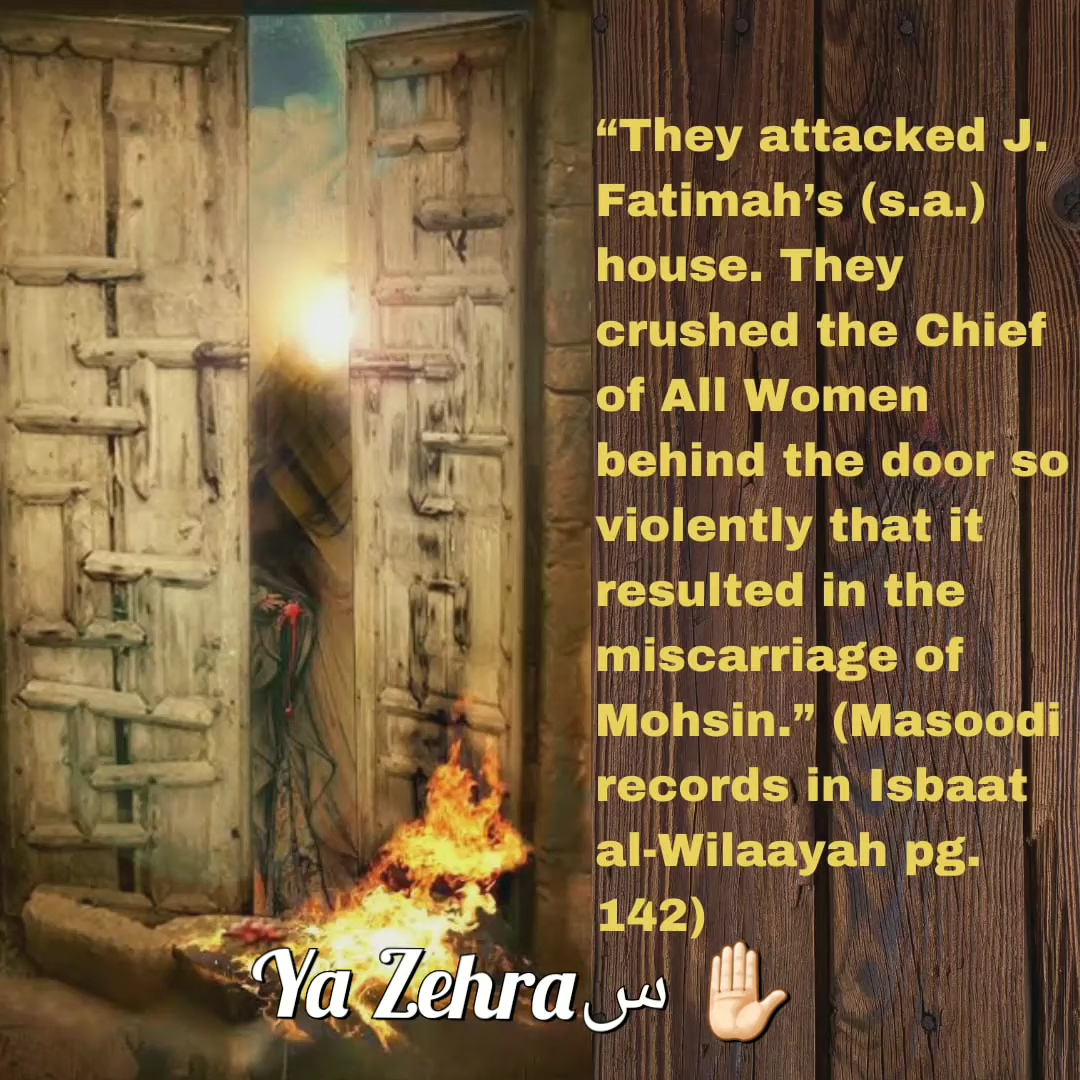 “They attacked J.
Fatimah’s (s.a.)
house. They
crushed the Chief
of All Women
behind the door so
violently that it
resulted in the
miscarriage of
Mohsin.” (Masoodi
records in Isbaat
al-Wilaayah pg.
142)
Ya Zehra س ✋🏻